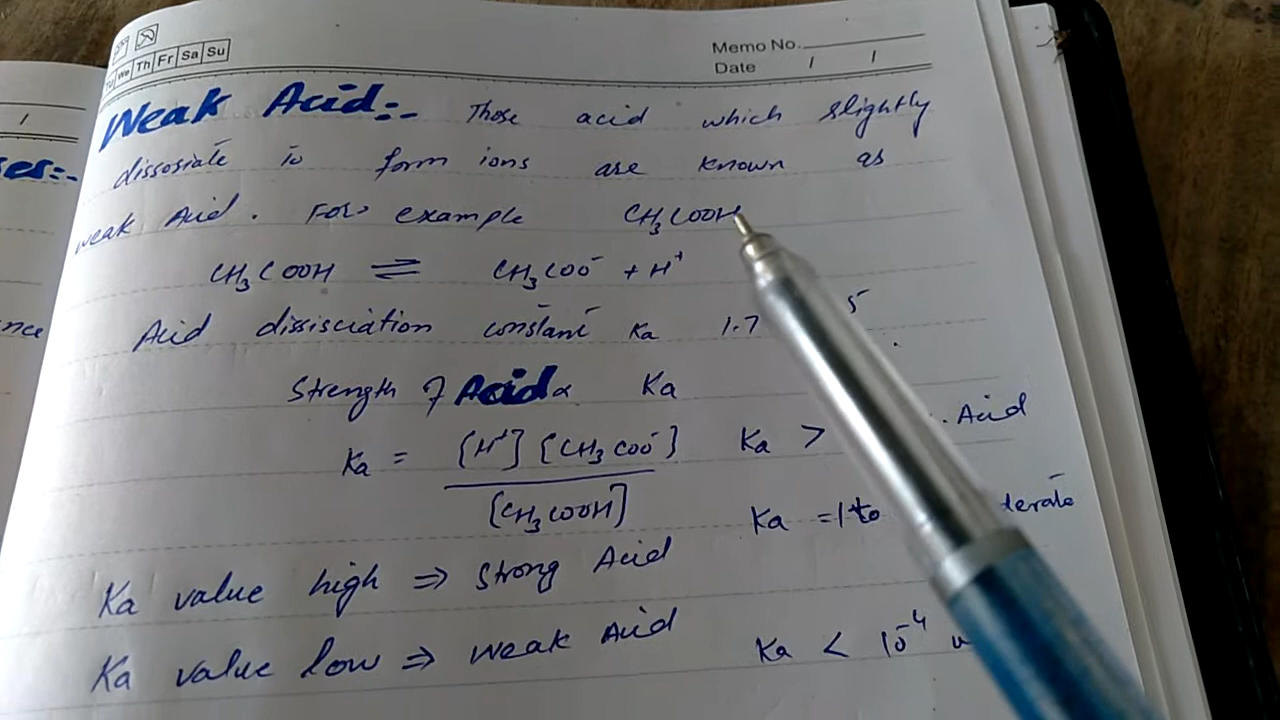 Tu We Th Fr Sa Su
Memo No.
Date / /
Weak Acid:- Those acid which slightly
dissosiate to form ions are known as
weak Acid. For example CH₃COOH
CH₃COOH ⇌ CH₃COO⁻ + H⁺
Acid dissisciation constant Ka 1.7 5
Strength of Acid ∝ Ka
Ka = [H⁺] [CH₃COO⁻] / [CH₃COOH]
Ka > Acid
Ka = 1 to
Ka value high ⇒ Strong Acid
Ka value low ⇒ weak Acid
Ka < 10⁻⁴